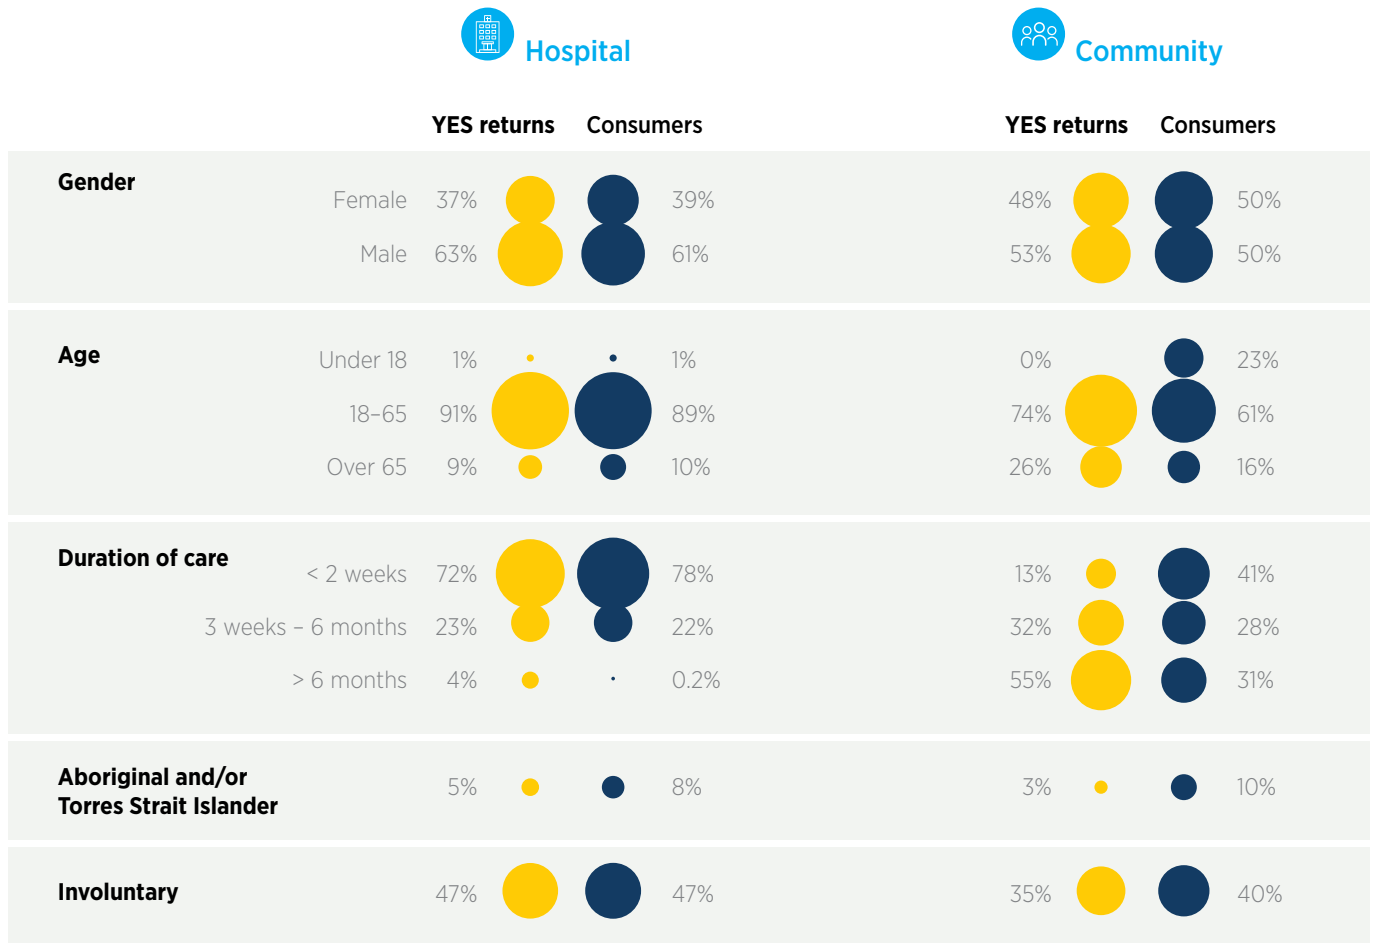 Hospital Community
YES returns Consumers YES returns Consumers
Gender
Female 37% 39% 48% 50%
Male 63% 61% 53% 50%
Age
Under 18 1% 1% 0% 23%
18–65 91% 89% 74% 61%
Over 65 9% 10% 26% 16%
Duration of care
< 2 weeks 72% 78% 13% 41%
3 weeks – 6 months 23% 22% 32% 28%
> 6 months 4% 0.2% 55% 31%
Aboriginal and/or
Torres Strait Islander
5% 8% 3% 10%
Involuntary 47% 47% 35% 40%